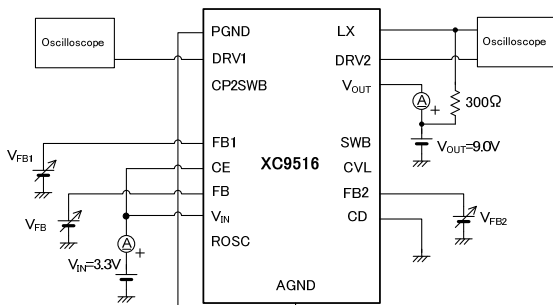 Oscilloscope
PGND
DRV1
CP2SWB
FB1
CE
FB
VIN
ROSC
AGND
XC9516
LX
DRV2
VOUT
SWB
CVL
FB2
CD
Oscilloscope
A
+
300Ω
VOUT=9.0V
VFB2
VFB1
VFB
A
+
VIN=3.3V